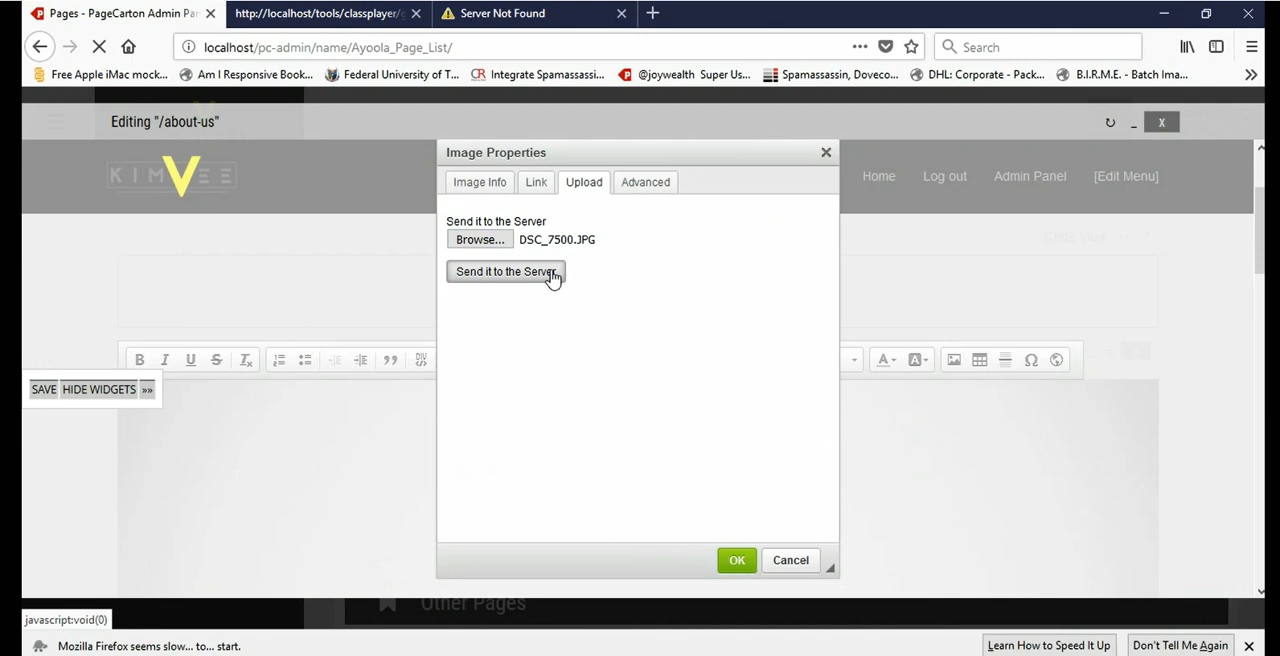 Pages - PageCarton Admin Pa
http://localhost/tools/classplayer/
Server Not Found
localhost/pc-admin/name/Ayoola_Page_List/
Search
Free Apple iMac mock...
Am I Responsive Book...
Federal University of T...
Integrate Spamassassi...
@joywealth Super Us...
Spamassassin, Doveco...
DHL: Corporate - Pack...
B.I.R.M.E. - Batch Ima...
Editing "/about-us"
X
KIMVEE
Home
Log out
Admin Panel
[Edit Menu]
Image Properties
Image Info
Link
Upload
Advanced
Send it to the Server
Browse...
DSC_7500.JPG
Send it to the Server
Code View
B I U S Tx
DIV
A
A
Ω
SAVE
HIDE WIDGETS
»»
OK
Cancel
Other Pages
javascript:void(0)
Mozilla Firefox seems slow... to... start.
Learn How to Speed It Up
Don't Tell Me Again